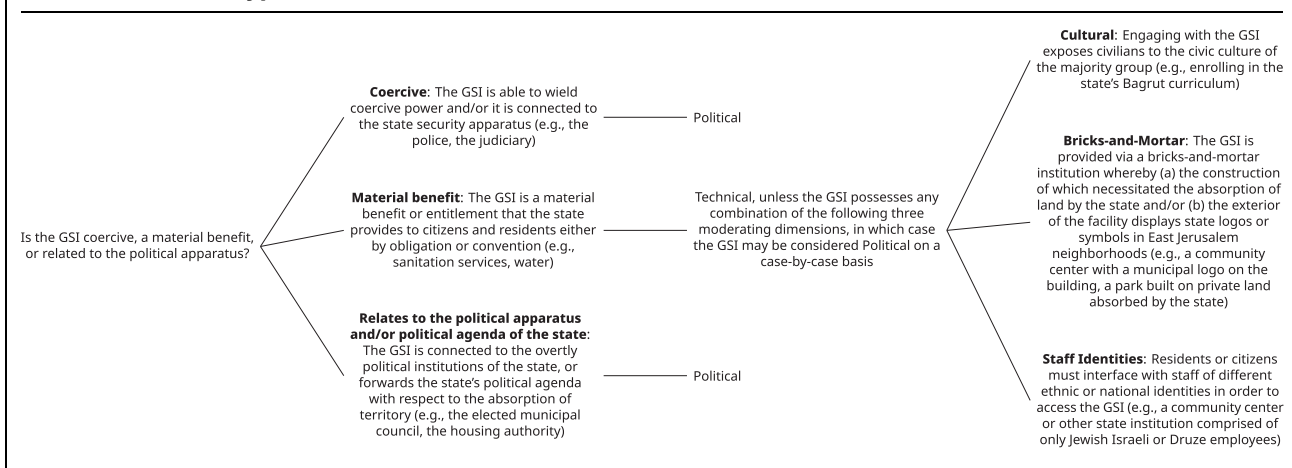 Is the GSI coercive, a material benefit,
or related to the political apparatus?
Coercive: The GSI is able to wield
coercive power and/or it is connected to
the state security apparatus (e.g., the
police, the judiciary)
Political
Material benefit: The GSI is a material
benefit or entitlement that the state
provides to citizens and residents either
by obligation or convention (e.g.,
sanitation services, water)
Technical, unless the GSI possesses any
combination of the following three
moderating dimensions, in which case
the GSI may be considered Political on a
case-by-case basis
Relates to the political apparatus
and/or political agenda of the state:
The GSI is connected to the overtly
political institutions of the state, or
forwards the state's political agenda
with respect to the absorption of
territory (e.g., the elected municipal
council, the housing authority)
Political
Cultural: Engaging with the GSI
exposes civilians to the civic culture of
the majority group (e.g., enrolling in the
state's Bagrut curriculum)
Bricks-and-Mortar: The GSI is
provided via a bricks-and-mortar
institution whereby (a) the construction
of which necessitated the absorption of
land by the state and/or (b) the exterior
of the facility displays state logos or
symbols in East Jerusalem
neighborhoods (e.g., a community
center with a municipal logo on the
building, a park built on private land
absorbed by the state)
Staff Identities: Residents or citizens
must interface with staff of different
ethnic or national identities in order to
access the GSI (e.g., a community center
or other state institution comprised of
only Jewish Israeli or Druze employees)